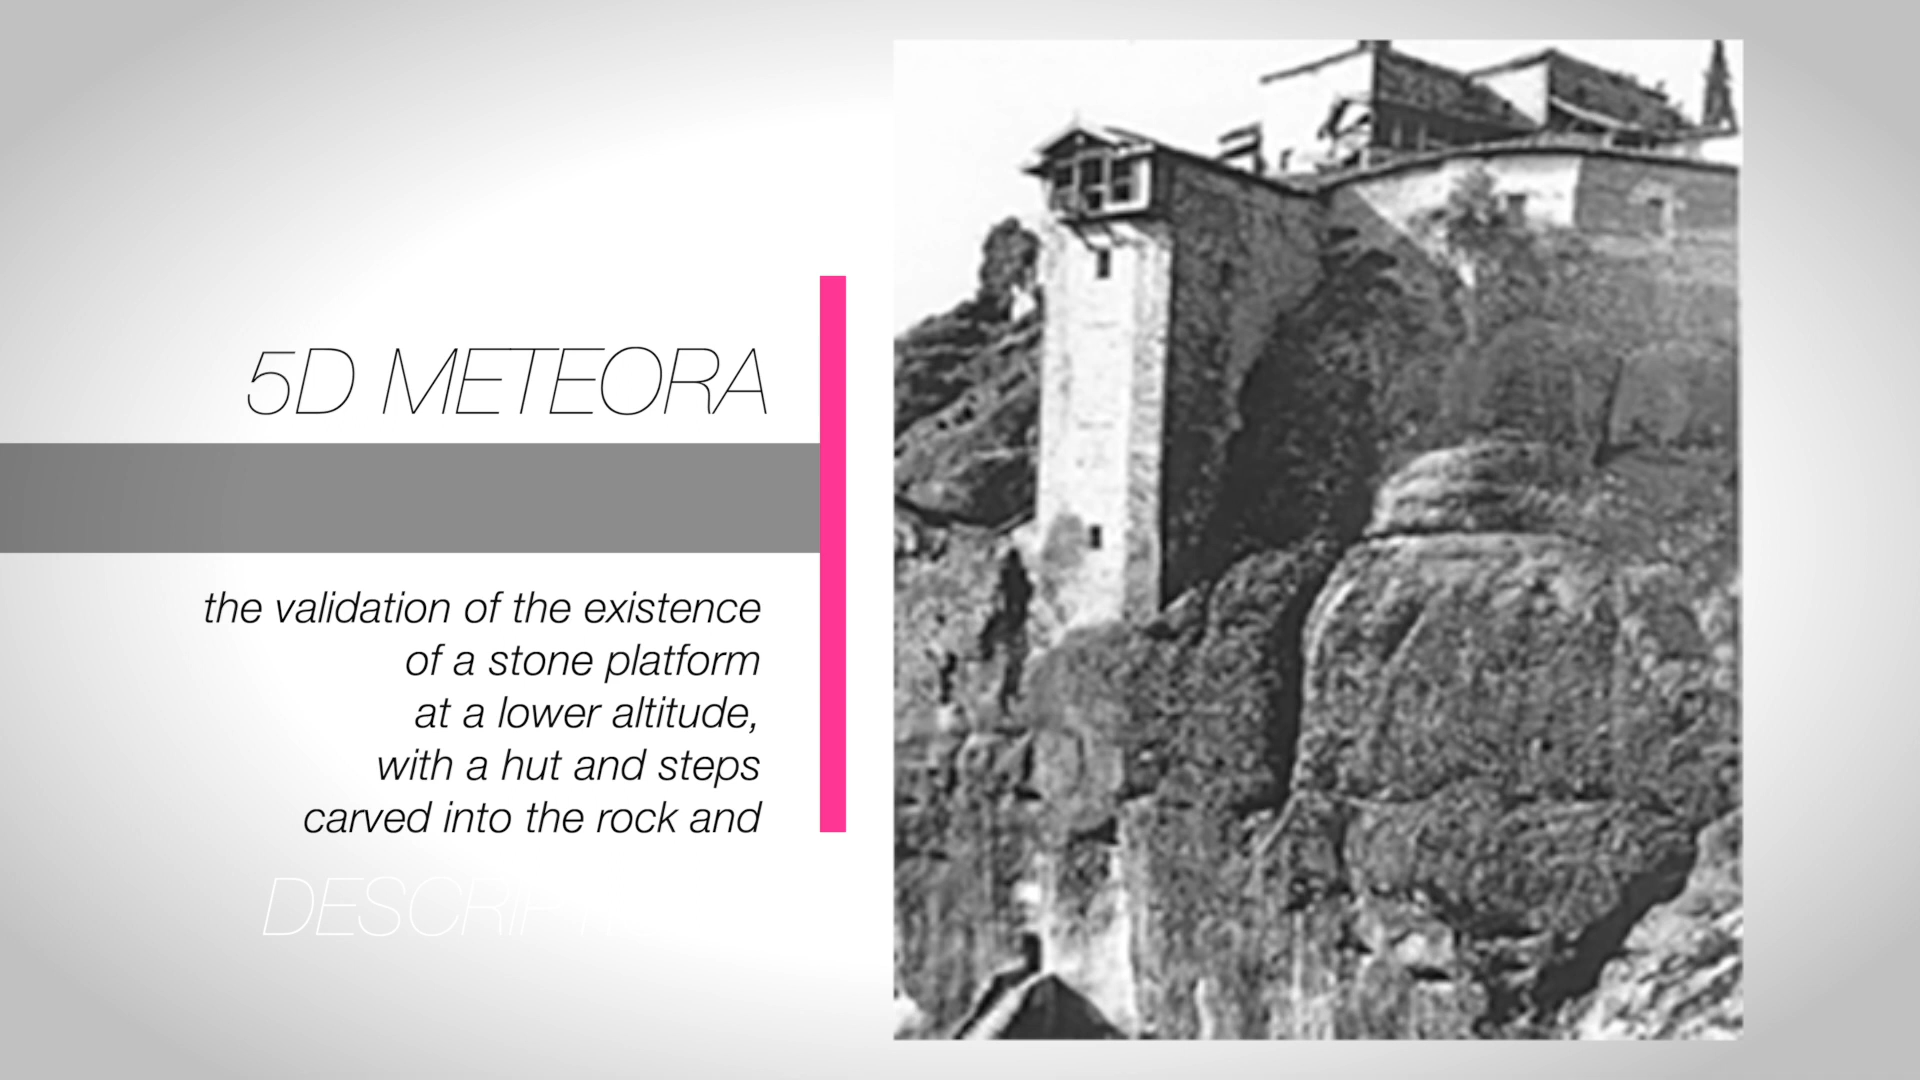 5D METEORA
the validation of the existence
of a stone platform
at a lower altitude,
with a hut and steps
carved into the rock and